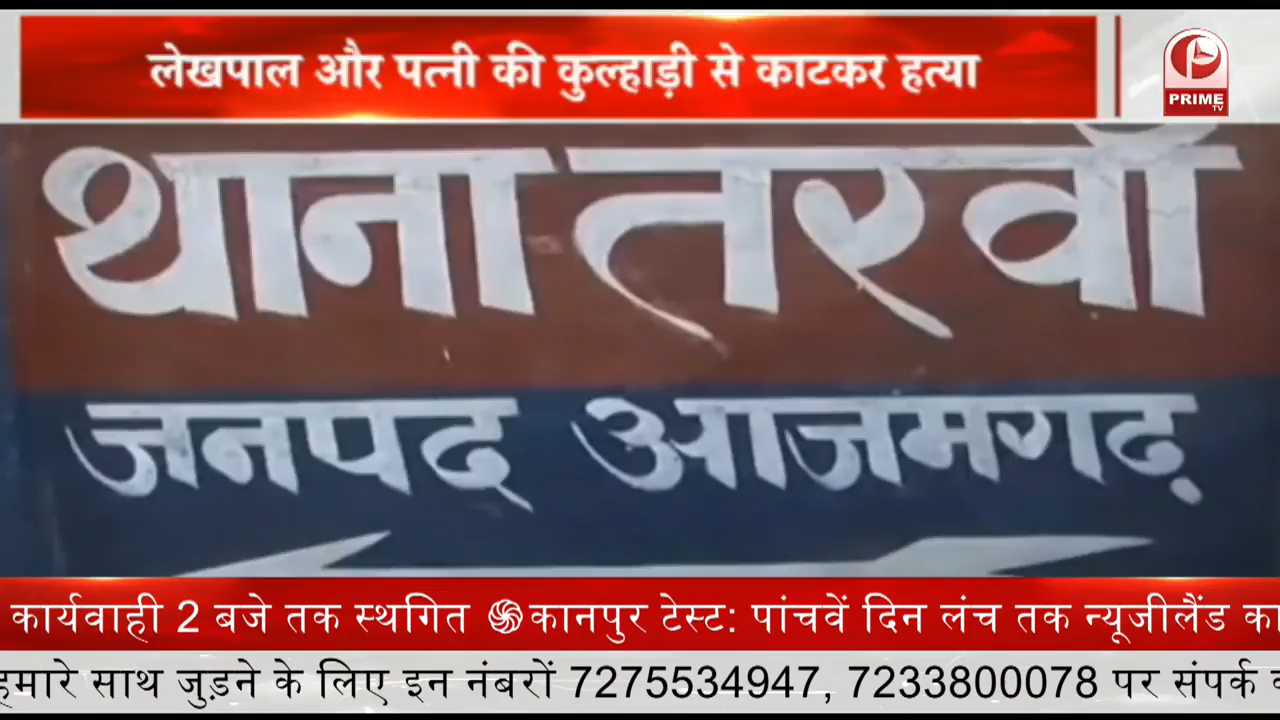 लेखपाल और पत्नी की कुल्हाड़ी से काटकर हत्या
PRIME
TV
थाना तरवाँ
जनपद् आजमगढ़
कार्यवाही 2 बजे तक स्थगित कानपुर टेस्ट: पांचवें दिन लंच तक न्यूजीलैंड का
हमारे साथ जुड़ने के लिए इन नंबरों 7275534947, 7233800078 पर संपर्क